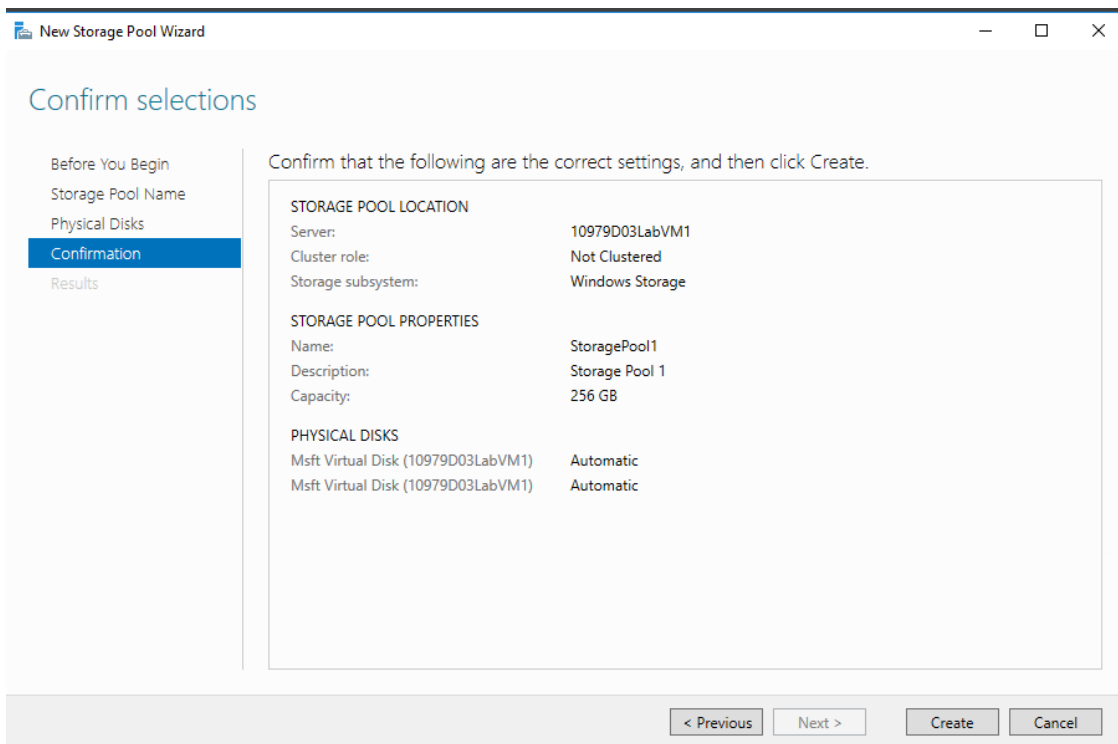 New Storage Pool Wizard
Confirm selections
Before You Begin
Storage Pool Name
Physical Disks
Confirmation
Results
Confirm that the following are the correct settings, and then click Create.
STORAGE POOL LOCATION
Server: 10979D03LabVM1
Cluster role: Not Clustered
Storage subsystem: Windows Storage
STORAGE POOL PROPERTIES
Name: StoragePool1
Description: Storage Pool 1
Capacity: 256 GB
PHYSICAL DISKS
Msft Virtual Disk (10979D03LabVM1) Automatic
Msft Virtual Disk (10979D03LabVM1) Automatic
< Previous Next > Create Cancel